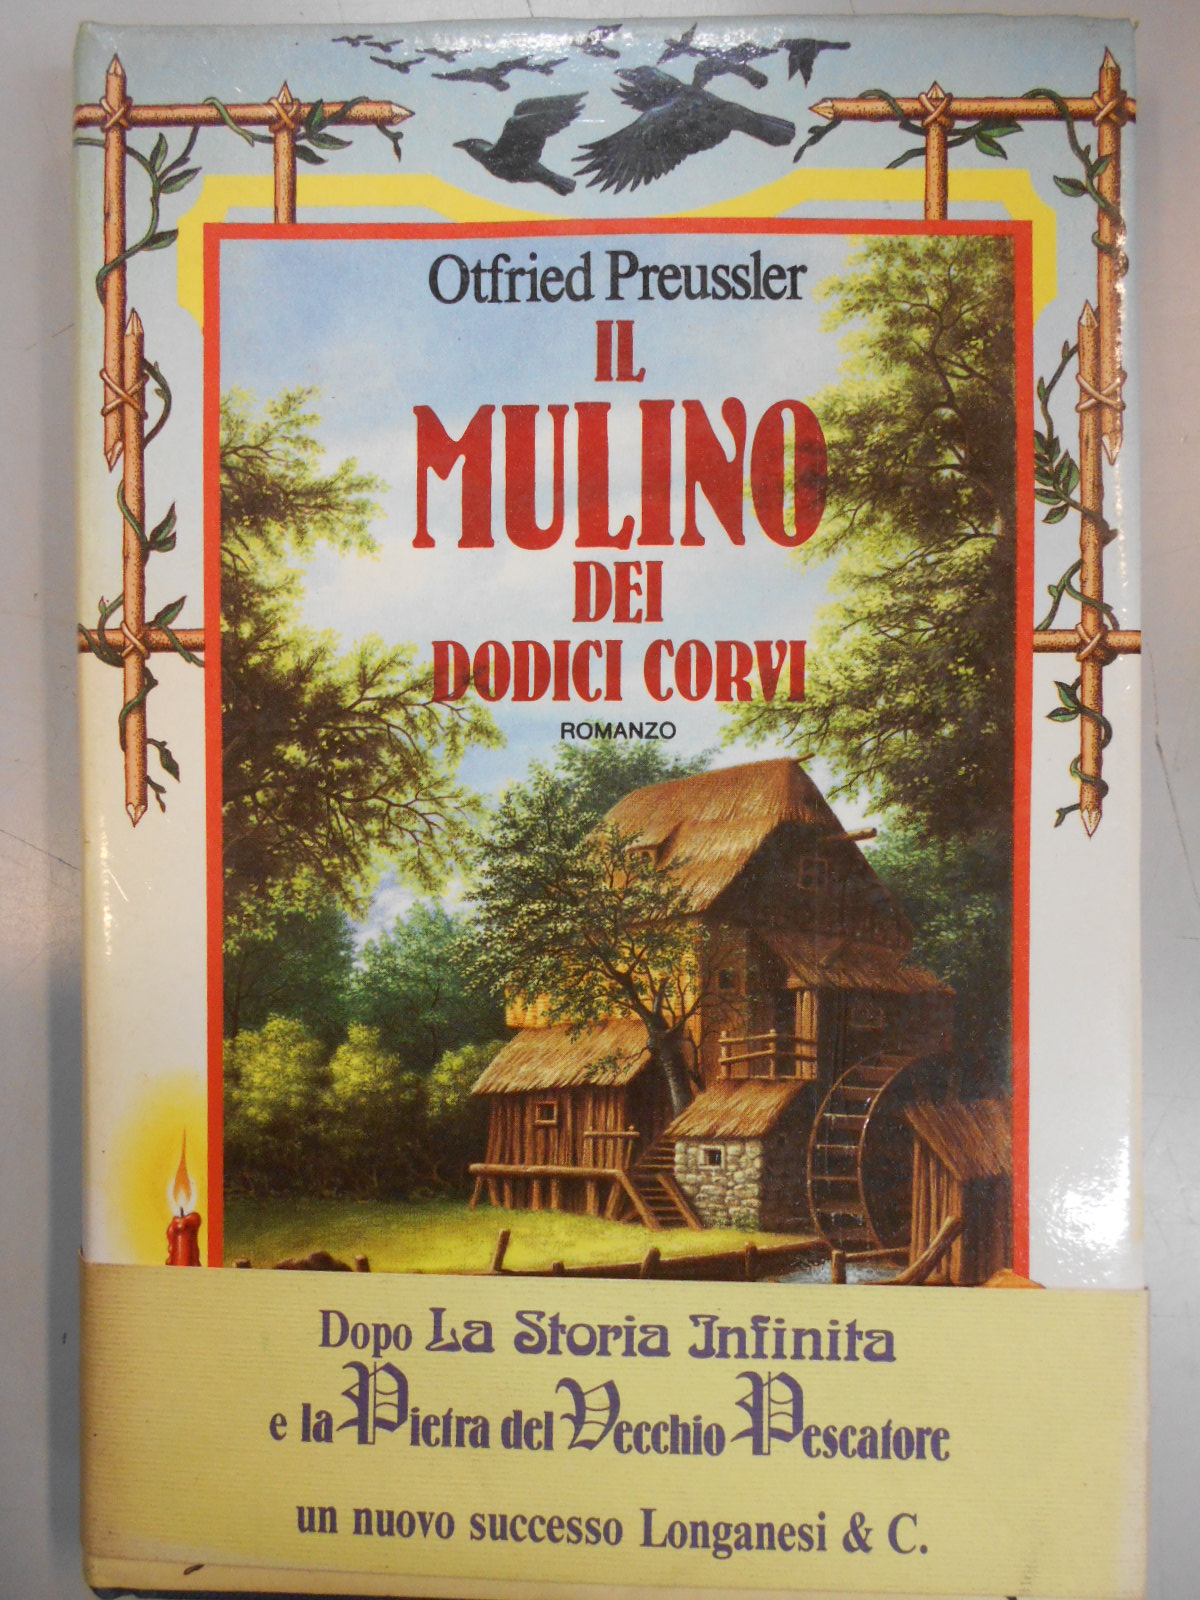 Otfried Preussler
IL
MULINO
DEI
DODICI CORVI
ROMANZO
Dopo La Storia Infinita
e la Pietra del Vecchio Pescatore
un nuovo successo Longanesi & C.